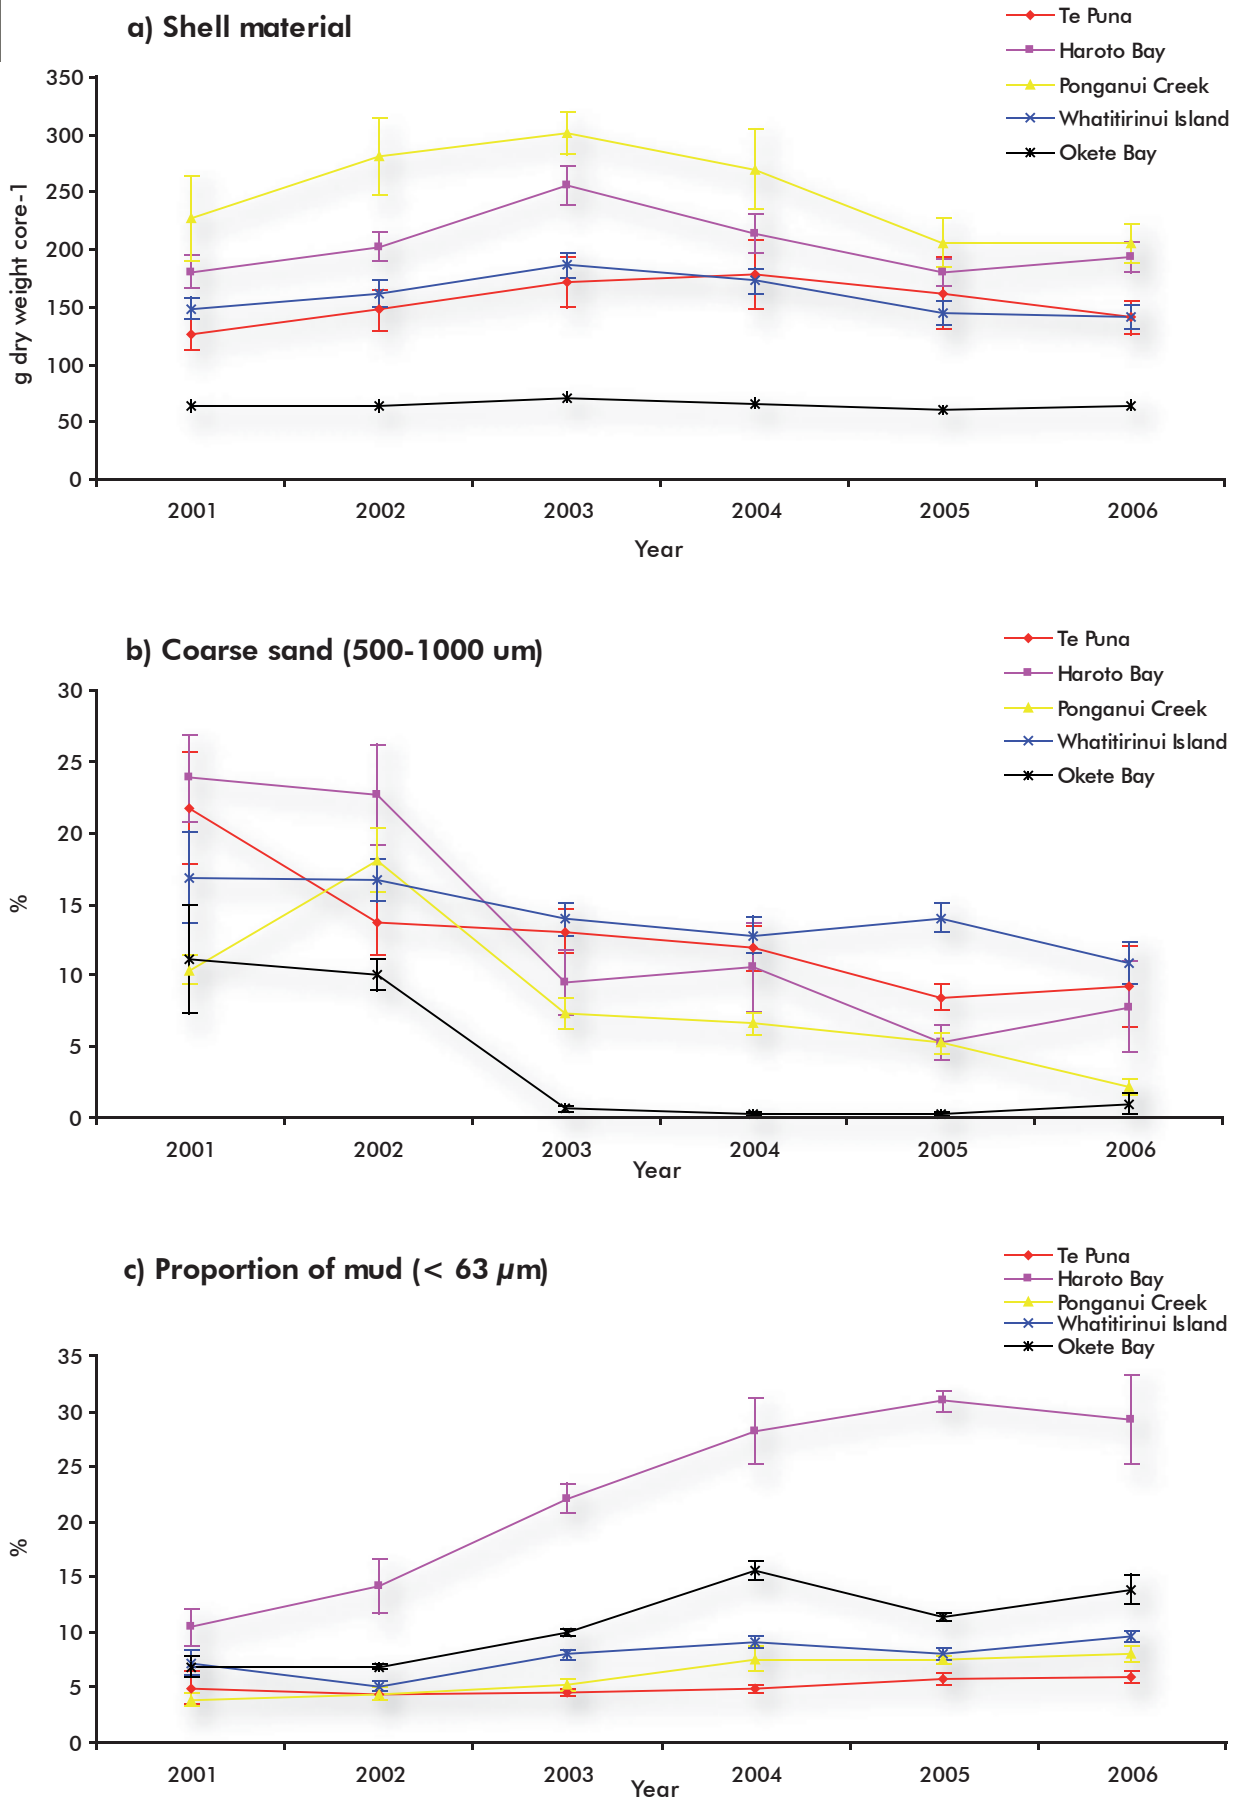 a) Shell material
Te Puna
Haroto Bay
Ponganui Creek
Whatitirinui Island
Okete Bay
g dry weight core-1
350
300
250
200
150
100
50
0
2001 2002 2003 2004 2005 2006
Year
b) Coarse sand (500-1000 um)
Te Puna
Haroto Bay
Ponganui Creek
Whatitirinui Island
Okete Bay
%
30
25
20
15
10
5
0
2001 2002 2003 2004 2005 2006
Year
c) Proportion of mud (< 63 µm)
Te Puna
Haroto Bay
Ponganui Creek
Whatitirinui Island
Okete Bay
%
35
30
25
20
15
10
5
0
2001 2002 2003 2004 2005 2006
Year